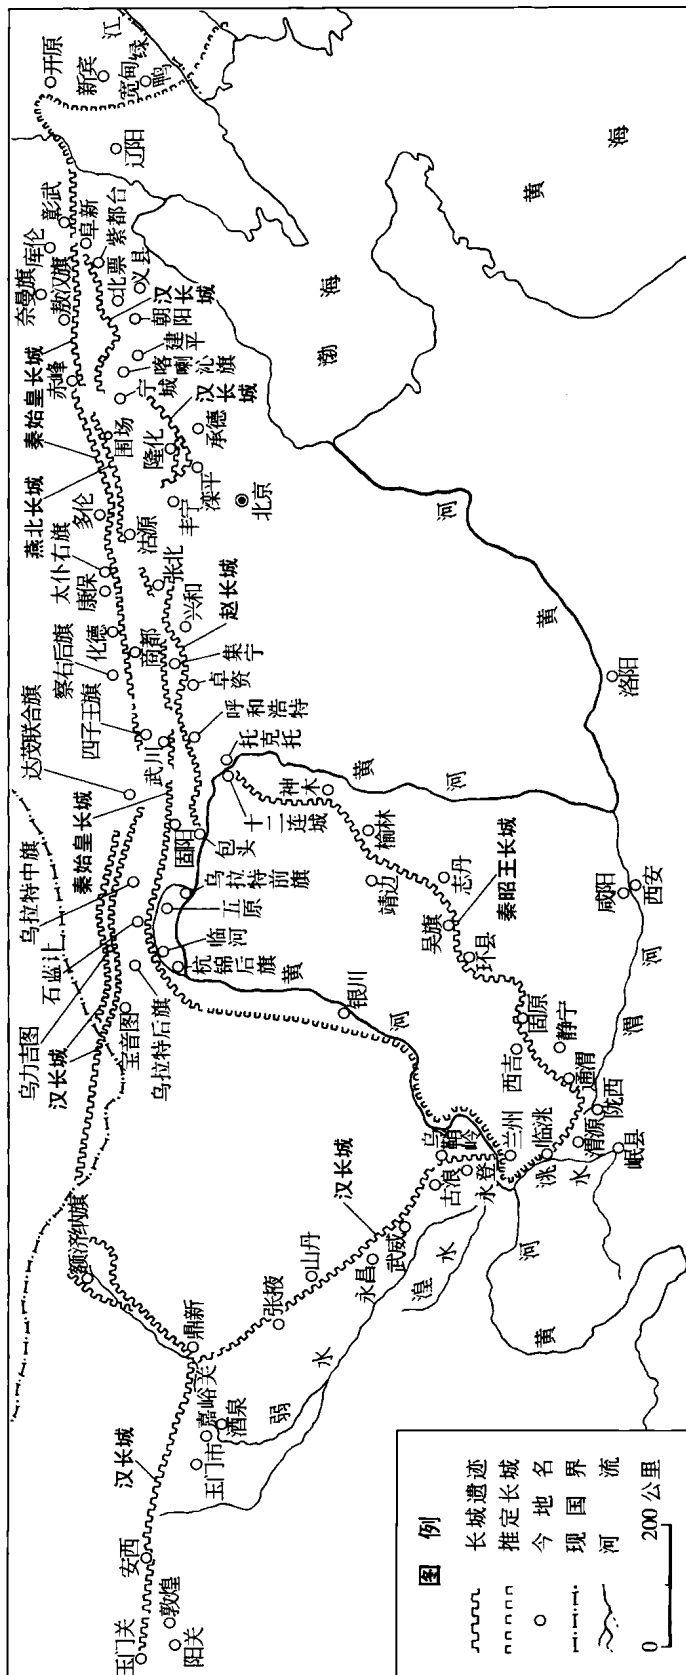 图 例
长城遗迹
推定长城
今地名
现国界
河流
0 200 公里
玉门关
阳关
敦煌
安西
汉长城
玉门市
嘉峪关
酒泉
鼎新
额济纳旗
弱水
张掖
山丹
汉长城
永昌
武威
湟水
古浪
乌鞘岭
永登
兰州
临洮
洮水
黄河
渭源
岷县
陇西
通渭
静宁
西吉
固原
环县
吴旗
秦昭王长城
志丹
靖边
榆林
神木
十二连城
托克托
渭河
咸阳
西安
洛阳
黄河
黄河
银川
黄河
乌力吉图
汉长城
石兰计
宝音图
乌拉特后旗
乌拉特中旗
杭锦后旗
临河
五原
乌拉特前旗
包头
固阳
秦始皇长城
达茂联合旗
武川
四子王旗
呼和浩特
察右后旗
卓资
集宁
赵长城
兴和
商都
化德
康保
太仆右旗
张北
沽源
多伦
燕北长城
丰宁
滦平
隆化
承德
北京
围场
秦始皇长城
赤峰
汉长城
宁城
喀喇沁旗
建平
朝阳
汉长城
义县
北票
紫都台
阜新
彰武
库伦
奈曼旗
敖汉旗
辽阳
开原
新宾
宽甸
鸭绿江
渤海
黄海